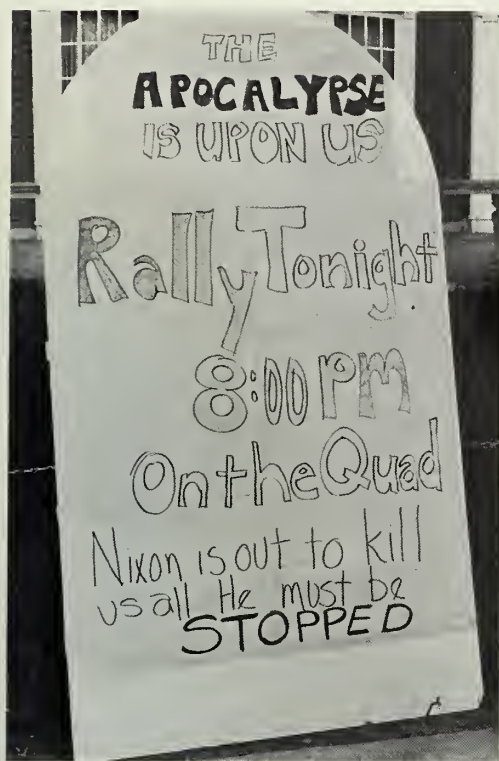 THE
APOCALYPSE
IS UPON US
Rally Tonight
8:00 PM
On the Quad
Nixon is out to kill
us all He must be
STOPPED